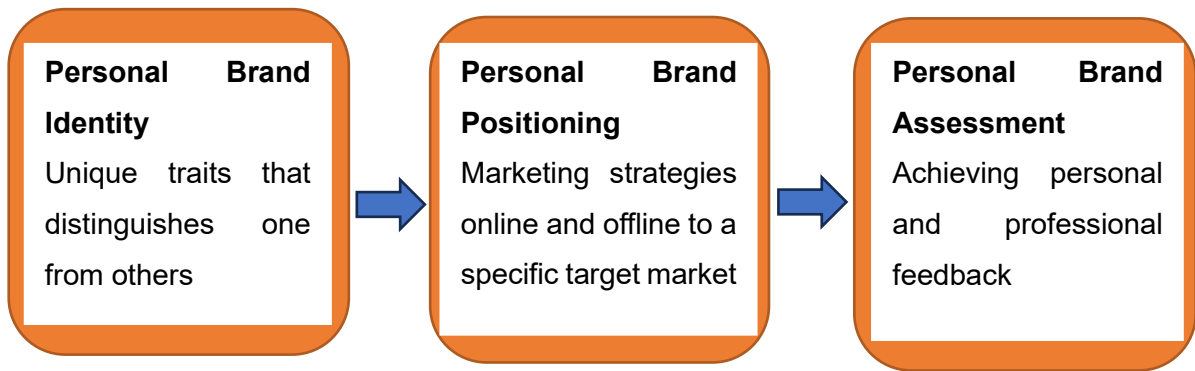 Personal Brand
Identity
Unique traits that
distinguishes one
from others
Personal Brand
Positioning
Marketing strategies
online and offline to a
specific target market
Personal Brand
Assessment
Achieving personal
and professional
feedback